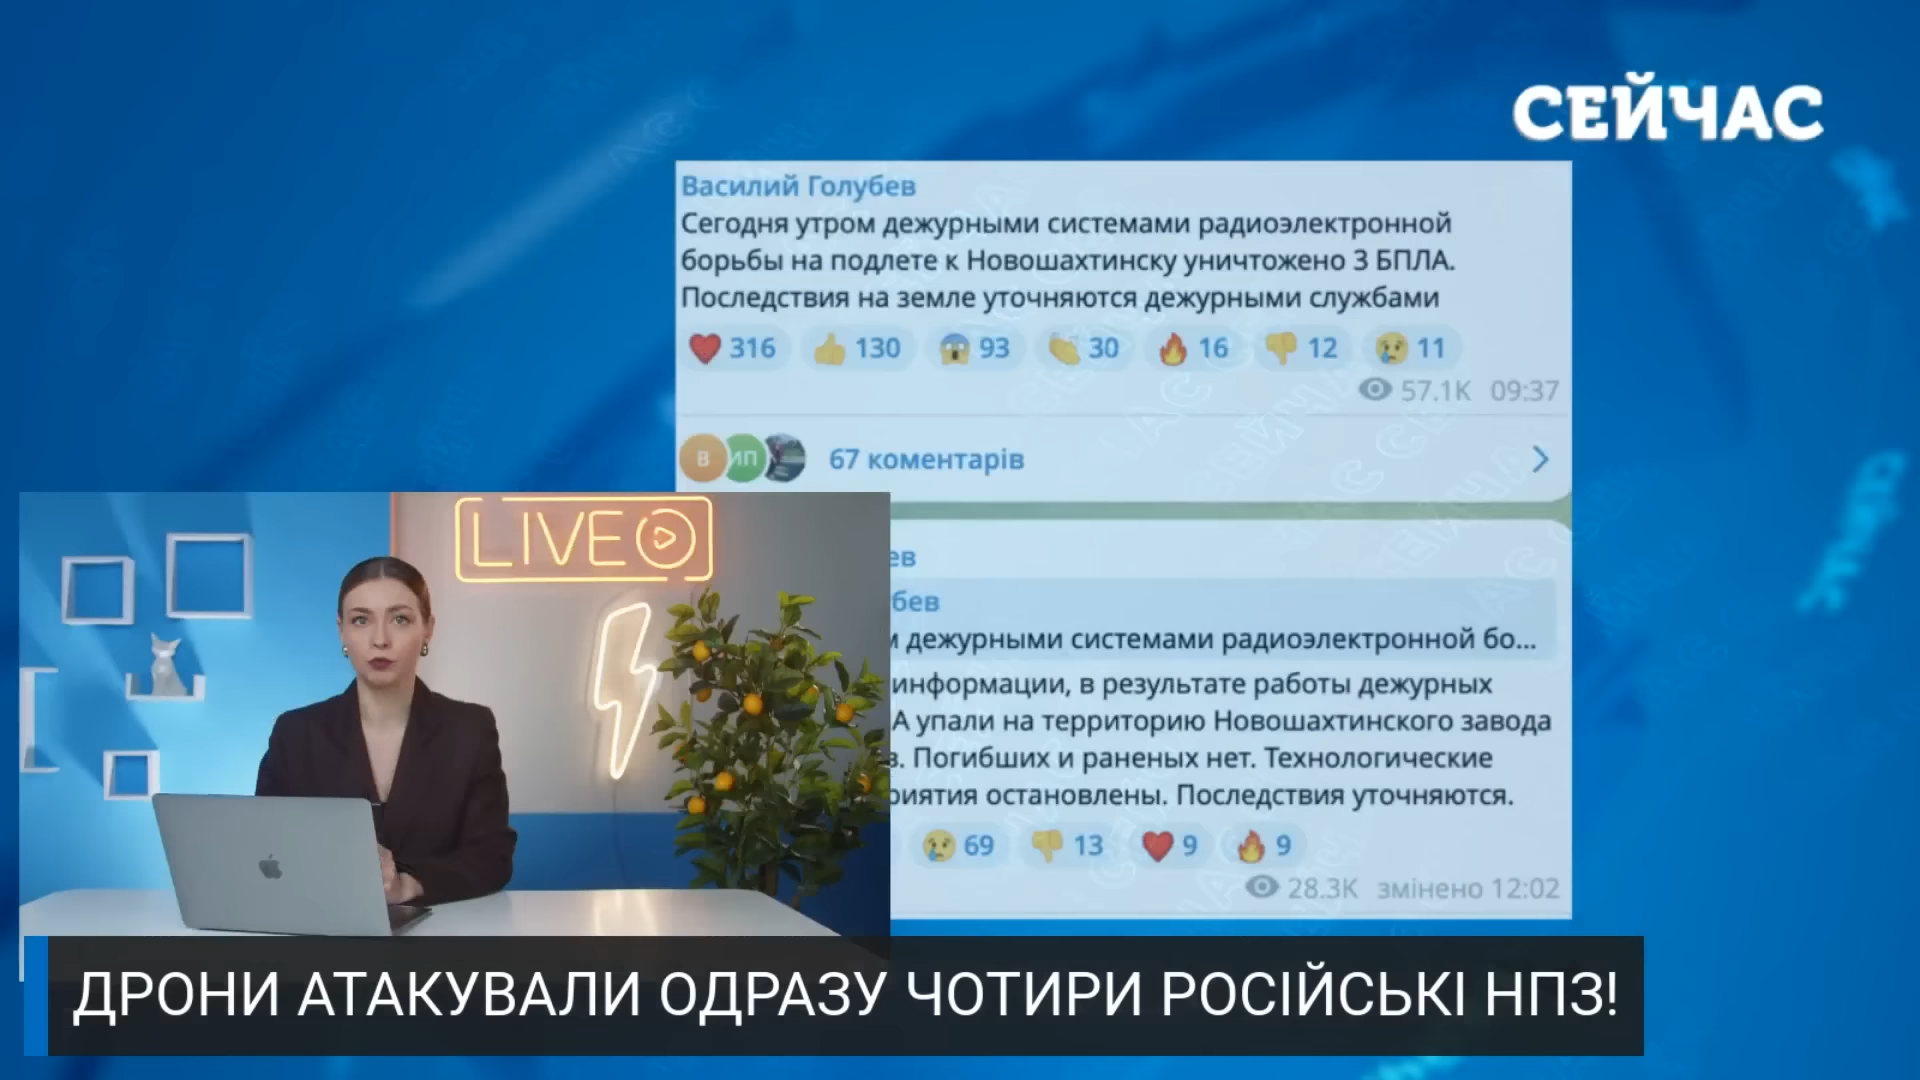 СЕЙЧАС
Василий Голубев
Сегодня утром дежурными системами радиоэлектронной
борьбы на подлете к Новошахтинску уничтожено 3 БПЛА.
Последствия на земле уточняются дежурными службами
316 130 93 30 16 12 11
57.1K 09:37
В ИП 67 коментарів
ев
бев
дежурными системами радиоэлектронной бо...
информации, в результате работы дежурных
А упали на территорию Новошахтинского завода
в. Погибших и раненых нет. Технологические
риятия остановлены. Последствия уточняются.
69 13 9 9
28.3K змінено 12:02
LIVE
ДРОНИ АТАКУВАЛИ ОДРАЗУ ЧОТИРИ РОСІЙСЬКІ НПЗ!